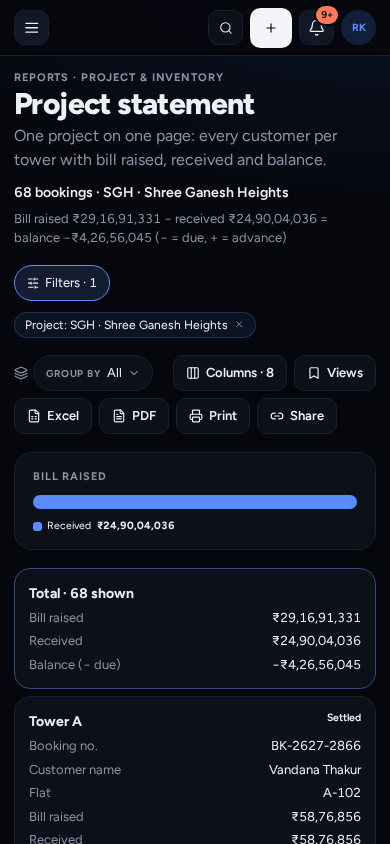 9+
RK
REPORTS · PROJECT & INVENTORY
Project statement
One project on one page: every customer per
tower with bill raised, received and balance.
68 bookings · SGH · Shree Ganesh Heights
Bill raised ₹29,16,91,331 − received ₹24,90,04,036 =
balance −₹4,26,56,045 (− = due, + = advance)
Filters · 1
Project: SGH · Shree Ganesh Heights
GROUP BY All
Columns · 8
Views
Excel
PDF
Print
Share
BILL RAISED
Received ₹24,90,04,036
Total · 68 shown
Bill raised ₹29,16,91,331
Received ₹24,90,04,036
Balance (− due) −₹4,26,56,045
Tower A Settled
Booking no. BK-2627-2866
Customer name Vandana Thakur
Flat A-102
Bill raised ₹58,76,856
Received ₹58,76,856